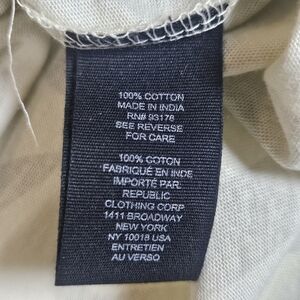 100% COTTON
MADE IN INDIA
RN# 93176
SEE REVERSE
FOR CARE
100% COTON
FABRIQUÉ EN INDE
IMPORTÉ PAR
REPUBLIC
CLOTHING CORP
1411 BROADWAY
NEW YORK
NY 10018 USA
ENTRETIEN
AU VERSO